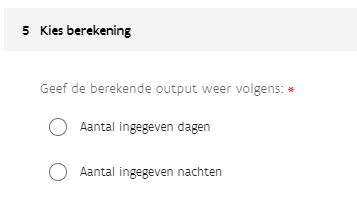 5 Kies berekening
Geef de berekende output weer volgens: *
Aantal ingegeven dagen
Aantal ingegeven nachten